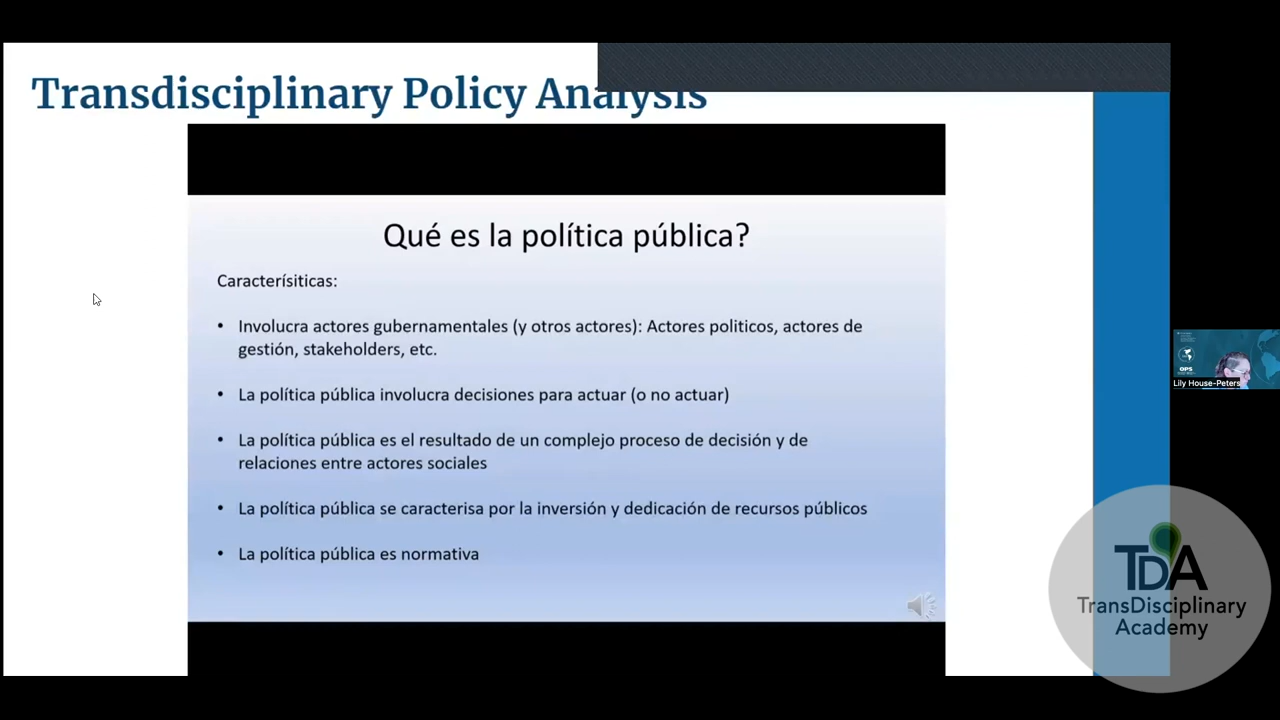 Transdisciplinary Policy Analysis
Qué es la política pública?
Caracterísiticas:
• Involucra actores gubernamentales (y otros actores): Actores politicos, actores de
gestión, stakeholders, etc.
• La política pública involucra decisiones para actuar (o no actuar)
• La política pública es el resultado de un complejo proceso de decisión y de
relaciones entre actores sociales
• La política pública se caracterisa por la inversión y dedicación de recursos públicos
• La política pública es normativa
OPS
Lily House-Peters
TDA
TransDisciplinary
Academy